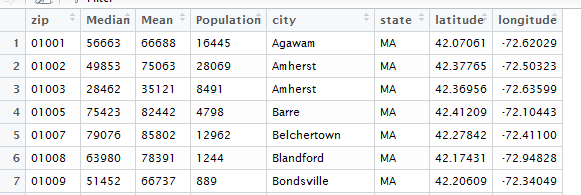 zip Median Mean Population city state latitude longitude
1 01001 56663 66688 16445 Agawam MA 42.07061 -72.62029
2 01002 49853 75063 28069 Amherst MA 42.37765 -72.50323
3 01003 28462 35121 8491 Amherst MA 42.36956 -72.63599
4 01005 75423 82442 4798 Barre MA 42.41209 -72.10443
5 01007 79076 85802 12962 Belchertown MA 42.27842 -72.41100
6 01008 63980 78391 1244 Blandford MA 42.17431 -72.94828
7 01009 51452 66737 889 Bondsville MA 42.20609 -72.34049